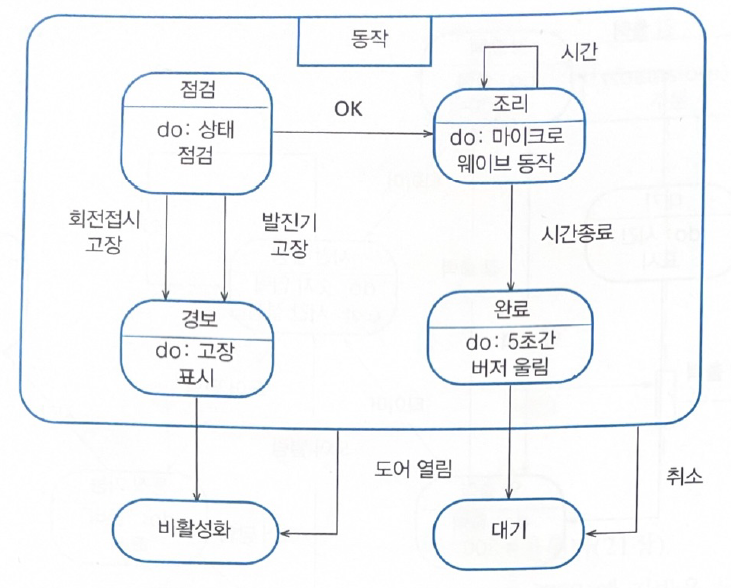 동작
시간
점검
do: 상태
점검
OK
조리
do: 마이크로
웨이브 동작
회전접시
고장
발진기
고장
시간종료
경보
do: 고장
표시
완료
do: 5초간
버저 울림
도어 열림
취소
비활성화
대기